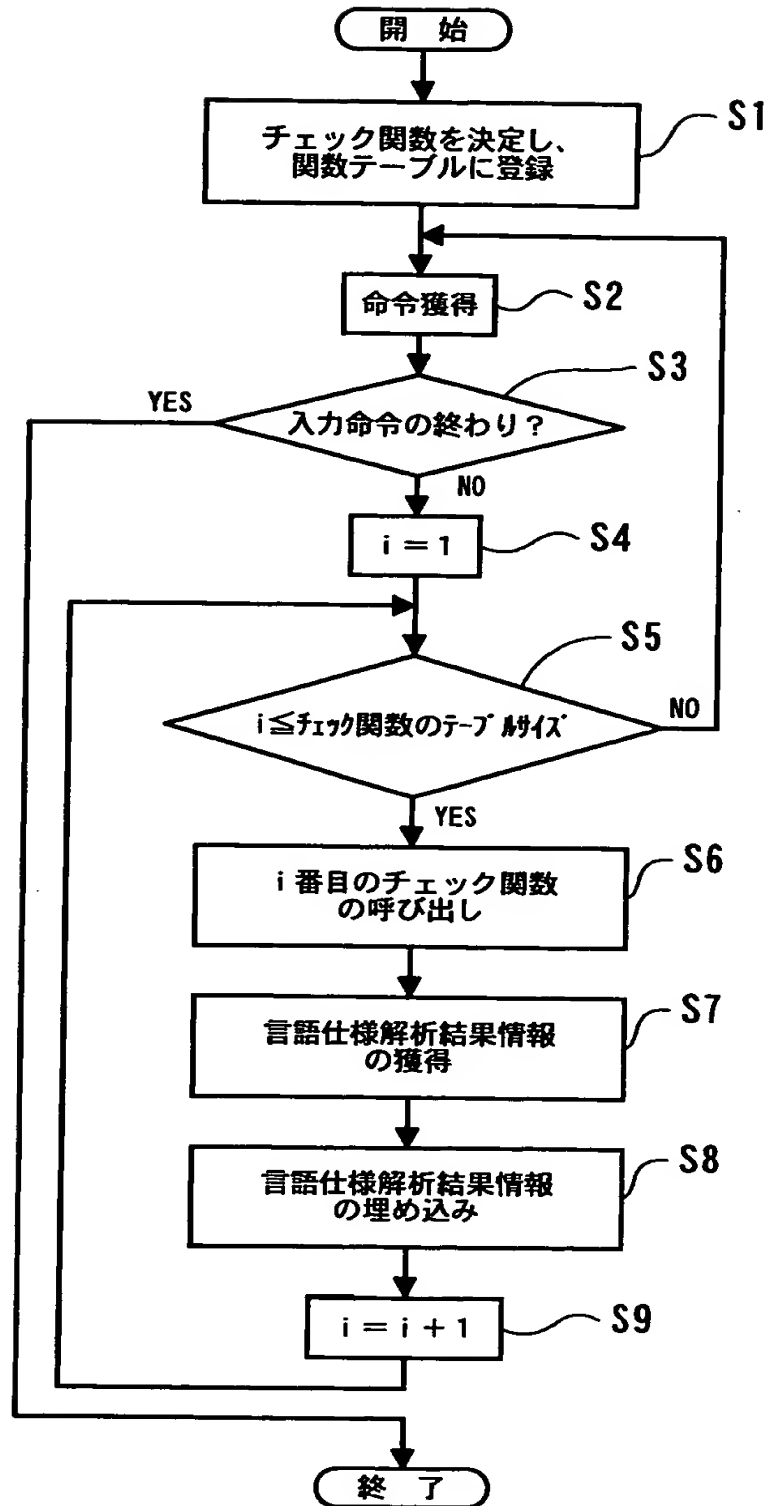 開 始
チェック関数を決定し、
関数テーブルに登録
S1
命令獲得
S2
入力命令の終わり?
S3
YES
NO
i = 1
S4
i≦チェック関数のテーブルサイズ
S5
NO
YES
i 番目のチェック関数
の呼び出し
S6
言語仕様解析結果情報
の獲得
S7
言語仕様解析結果情報
の埋め込み
S8
i = i + 1
S9
終 了